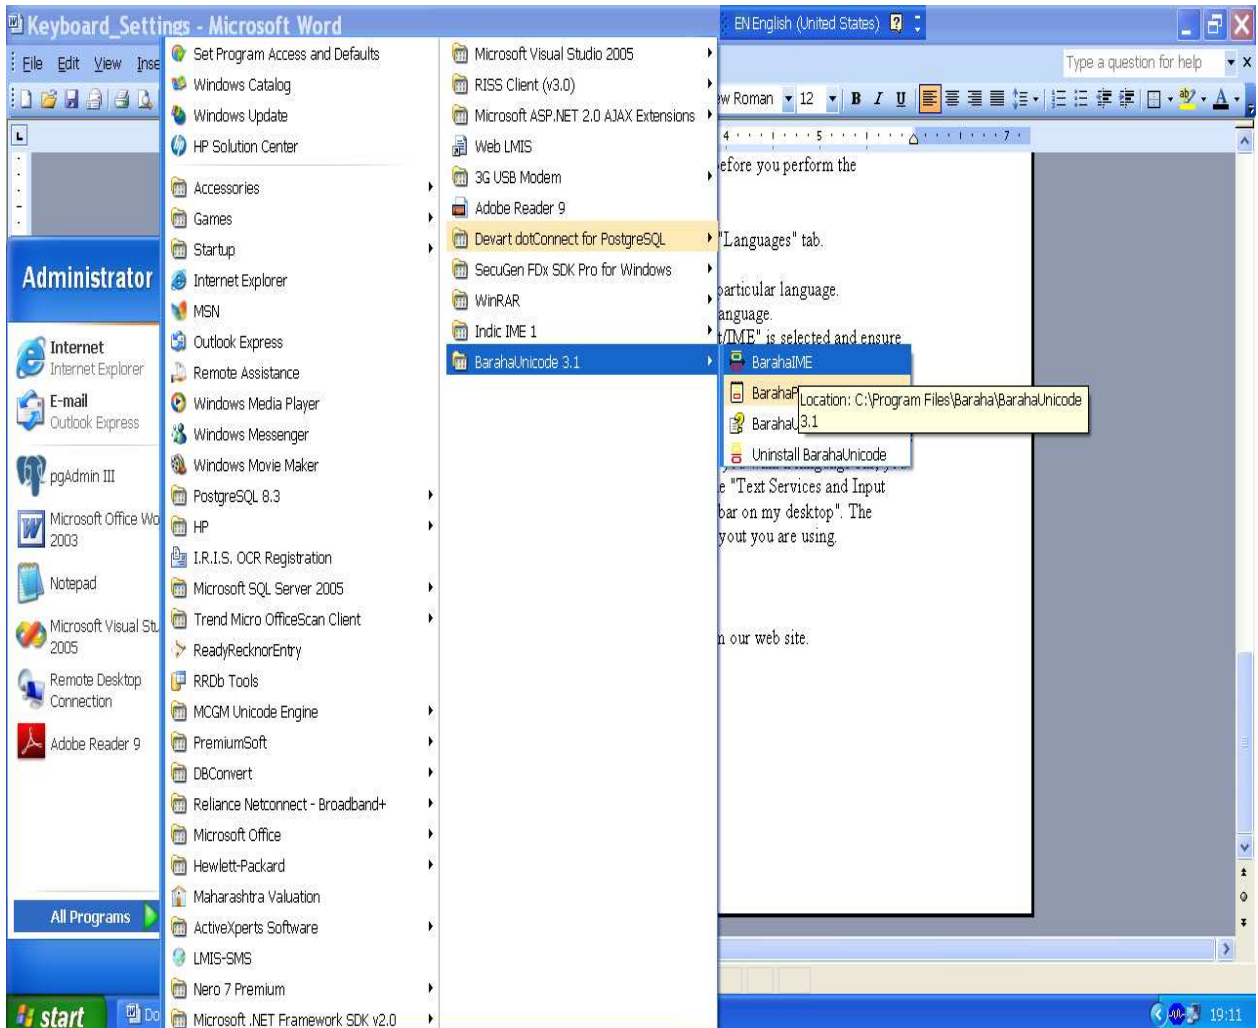 Keyboard_Settings - Microsoft Word
EN English (United States)
File Edit View Inse
Type a question for help
ew Roman 12 B I U
4 5 7
efore you perform the
"Languages" tab.
particular language.
anguage.
t/IME" is selected and ensure
e "Text Services and Input
bar on my desktop". The
yout you are using.
n our web site.
Administrator
Internet
Internet Explorer
E-mail
Outlook Express
pgAdmin III
Microsoft Office Wo
2003
Notepad
Microsoft Visual Stu
2005
Remote Desktop
Connection
Adobe Reader 9
All Programs
Set Program Access and Defaults
Windows Catalog
Windows Update
HP Solution Center
Accessories
Games
Startup
Internet Explorer
MSN
Outlook Express
Remote Assistance
Windows Media Player
Windows Messenger
Windows Movie Maker
PostgreSQL 8.3
HP
I.R.I.S. OCR Registration
Microsoft SQL Server 2005
Trend Micro OfficeScan Client
ReadyRecknorEntry
RRDb Tools
MCGM Unicode Engine
PremiumSoft
DBConvert
Reliance Netconnect - Broadband+
Microsoft Office
Hewlett-Packard
Maharashtra Valuation
ActiveXperts Software
LMIS-SMS
Nero 7 Premium
Microsoft .NET Framework SDK v2.0
Microsoft Visual Studio 2005
RISS Client (v3.0)
Microsoft ASP.NET 2.0 AJAX Extensions
Web LMIS
3G USB Modem
Adobe Reader 9
Devart dotConnect for PostgreSQL
SecuGen FDx SDK Pro for Windows
WinRAR
Indic IME 1
BarahaUnicode 3.1
BarahaIME
BarahaP
BarahaU
Uninstall BarahaUnicode
Location: C:\Program Files\Baraha\BarahaUnicode
3.1
start
Do
19:11